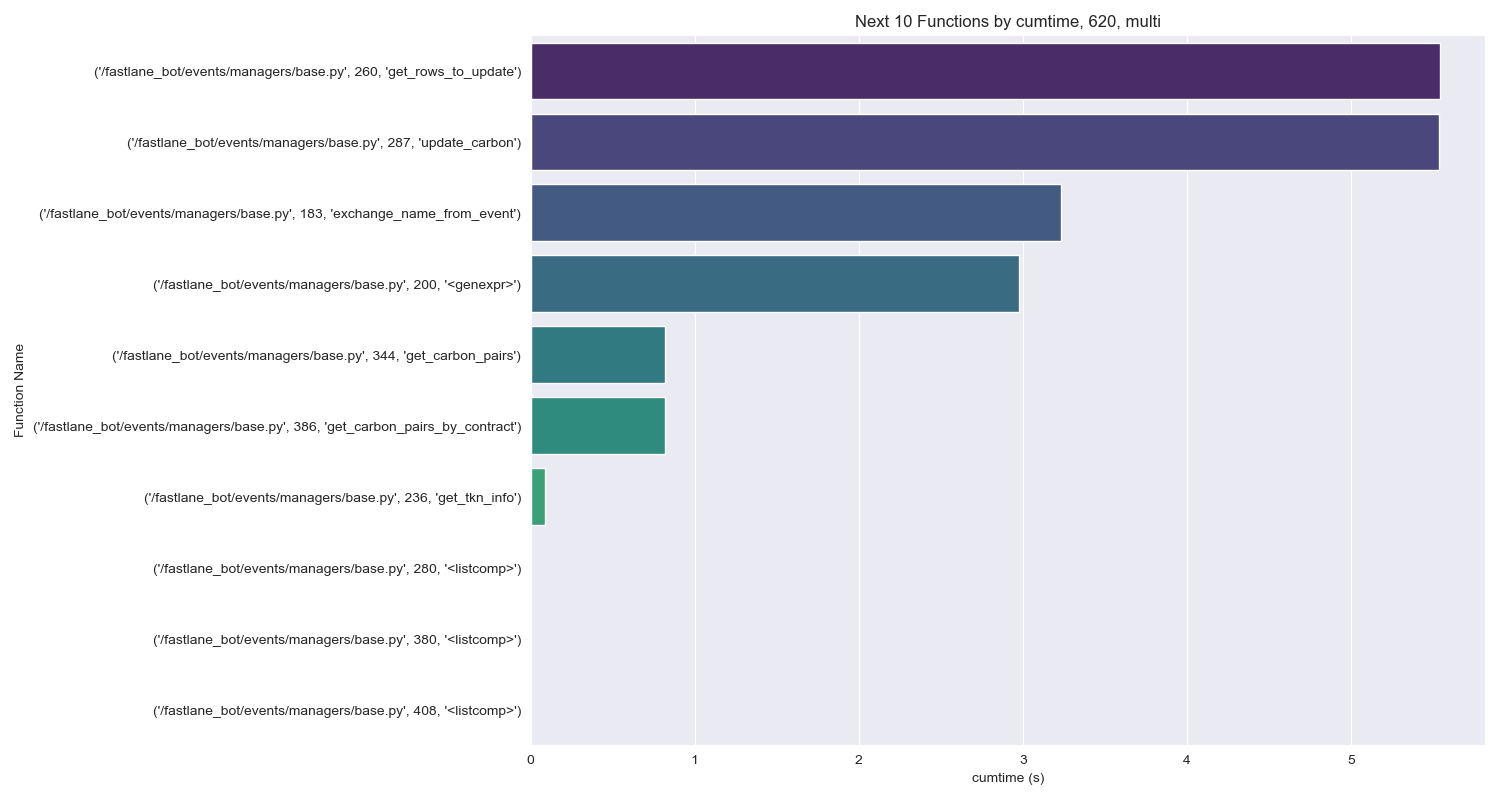 Next 10 Functions by cumtime, 620, multi
('/fastlane_bot/events/managers/base.py', 260, 'get_rows_to_update')
('/fastlane_bot/events/managers/base.py', 287, 'update_carbon')
('/fastlane_bot/events/managers/base.py', 183, 'exchange_name_from_event')
('/fastlane_bot/events/managers/base.py', 200, '<genexpr>')
('/fastlane_bot/events/managers/base.py', 344, 'get_carbon_pairs')
('/fastlane_bot/events/managers/base.py', 386, 'get_carbon_pairs_by_contract')
('/fastlane_bot/events/managers/base.py', 236, 'get_tkn_info')
('/fastlane_bot/events/managers/base.py', 280, '<listcomp>')
('/fastlane_bot/events/managers/base.py', 380, '<listcomp>')
('/fastlane_bot/events/managers/base.py', 408, '<listcomp>')
Function Name
0 1 2 3 4 5
cumtime (s)